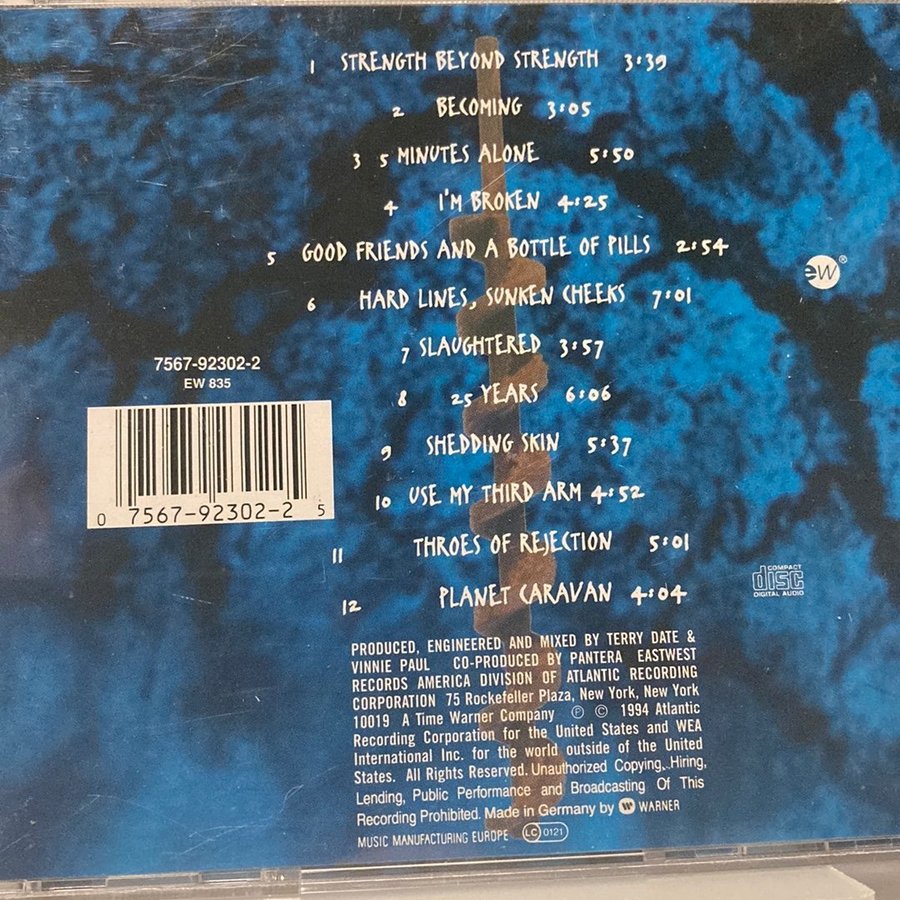 1 STRENGTH BEYOND STRENGTH 3:39
2 BECOMING 3:05
3 5 MINUTES ALONE 5:50
4 I'M BROKEN 4:25
5 GOOD FRIENDS AND A BOTTLE OF PILLS 2:54
6 HARD LINES, SUNKEN CHEEKS 7:01
7 SLAUGHTERED 3:57
8 25 YEARS 6:06
9 SHEDDING SKIN 5:37
10 USE MY THIRD ARM 4:52
11 THROES OF REJECTION 5:01
12 PLANET CARAVAN 4:04
ew®
7567-92302-2
EW 835
0 7567-92302-2 5
COMPACT
disc
DIGITAL AUDIO
PRODUCED, ENGINEERED AND MIXED BY TERRY DATE &
VINNIE PAUL CO-PRODUCED BY PANTERA EASTWEST
RECORDS AMERICA DIVISION OF ATLANTIC RECORDING
CORPORATION 75 Rockefeller Plaza, New York, New York
10019 A Time Warner Company ℗ © 1994 Atlantic
Recording Corporation for the United States and WEA
International Inc. for the world outside of the United
States. All Rights Reserved. Unauthorized Copying, Hiring,
Lending, Public Performance and Broadcasting Of This
Recording Prohibited. Made in Germany by WARNER
MUSIC MANUFACTURING EUROPE LC 0121